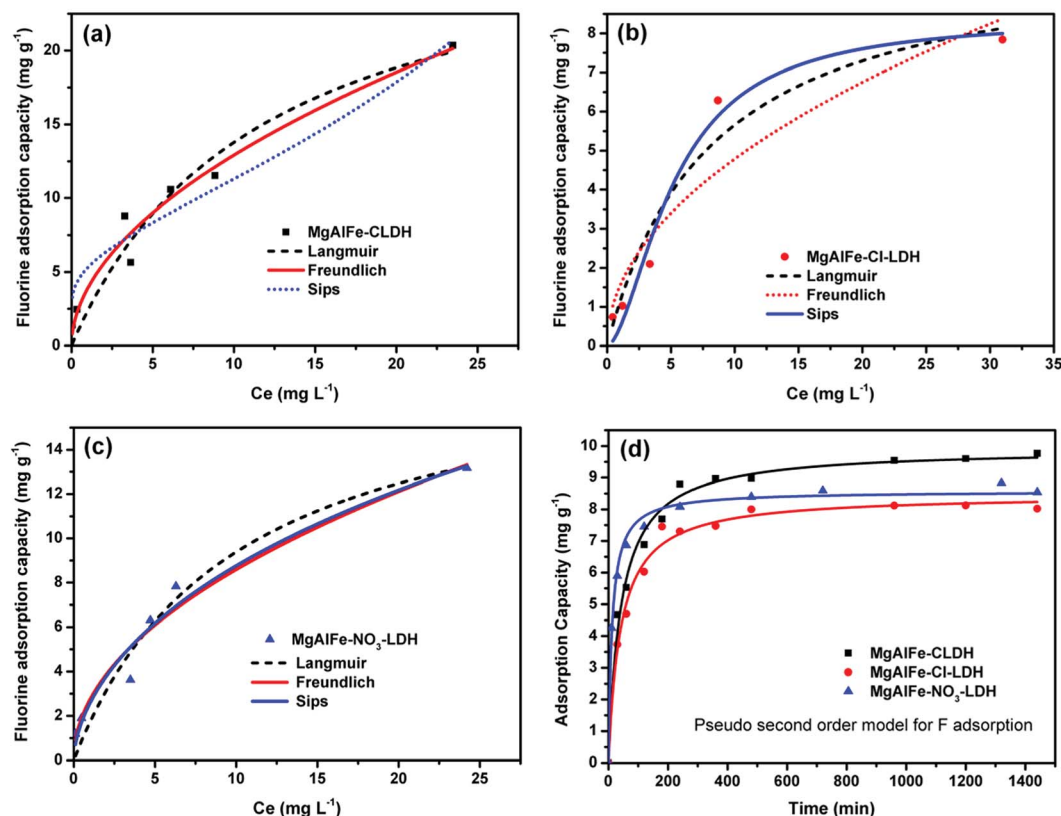 (a)
Fluorine adsorption capacity (mg g⁻¹)
20
15
10
5
0
MgAlFe-CLDH
Langmuir
Freundlich
Sips
0 5 10 15 20 25
Ce (mg L⁻¹)
(b)
Fluorine adsorption capacity (mg g⁻¹)
8
7
6
5
4
3
2
1
0
MgAlFe-Cl-LDH
Langmuir
Freundlich
Sips
0 5 10 15 20 25 30 35
Ce (mg L⁻¹)
(c)
Fluorine adsorption capacity (mg g⁻¹)
14
12
10
8
6
4
2
0
MgAlFe-NO₃-LDH
Langmuir
Freundlich
Sips
0 5 10 15 20 25
Ce (mg L⁻¹)
(d)
Adsorption Capacity (mg g⁻¹)
10
9
8
7
6
5
4
3
2
1
0
MgAlFe-CLDH
MgAlFe-Cl-LDH
MgAlFe-NO₃-LDH
Pseudo second order model for F adsorption
0 200 400 600 800 1000 1200 1400
Time (min)